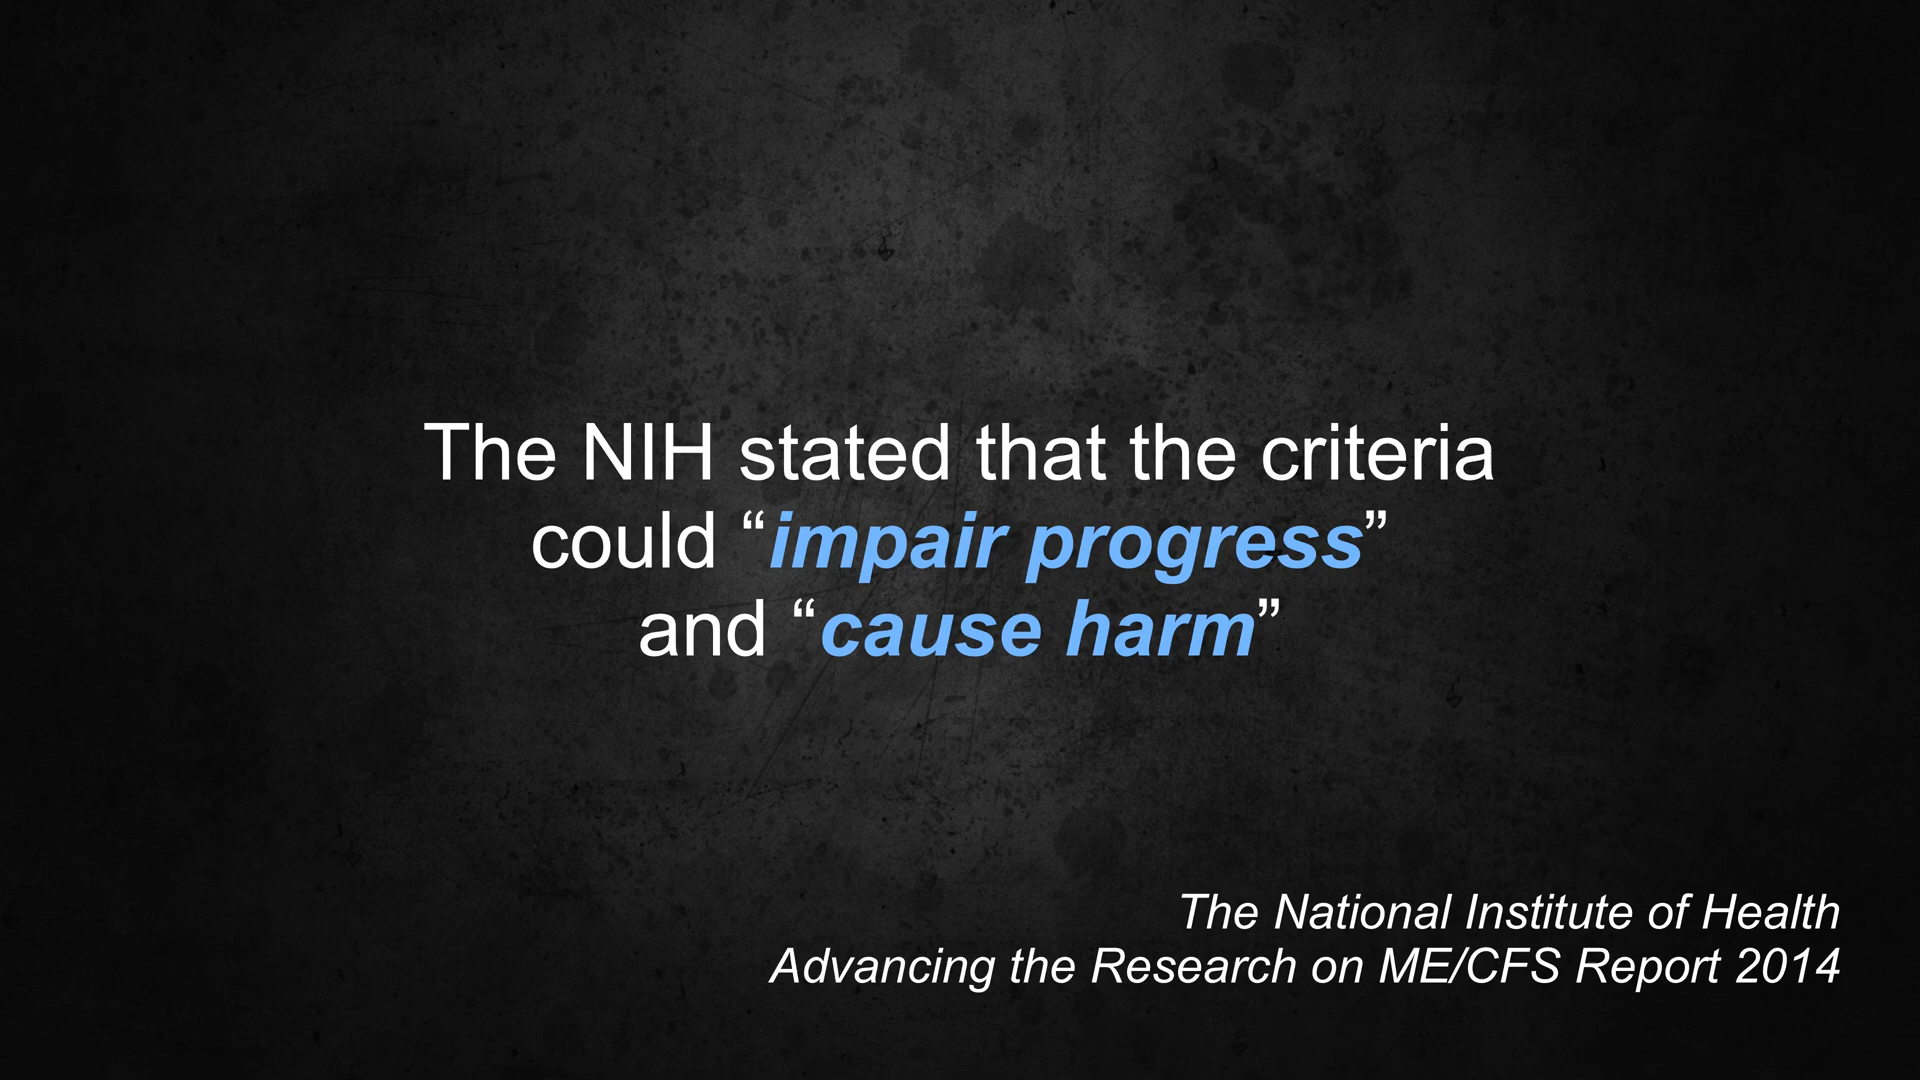 The NIH stated that the criteria
could “impair progress”
and “cause harm”
The National Institute of Health
Advancing the Research on ME/CFS Report 2014